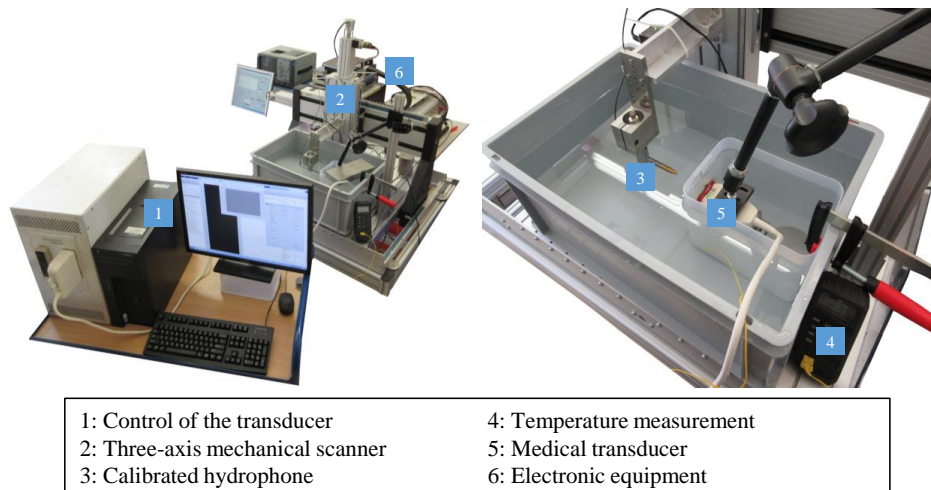 6
2
1
3
5
4
1: Control of the transducer
2: Three-axis mechanical scanner
3: Calibrated hydrophone
4: Temperature measurement
5: Medical transducer
6: Electronic equipment